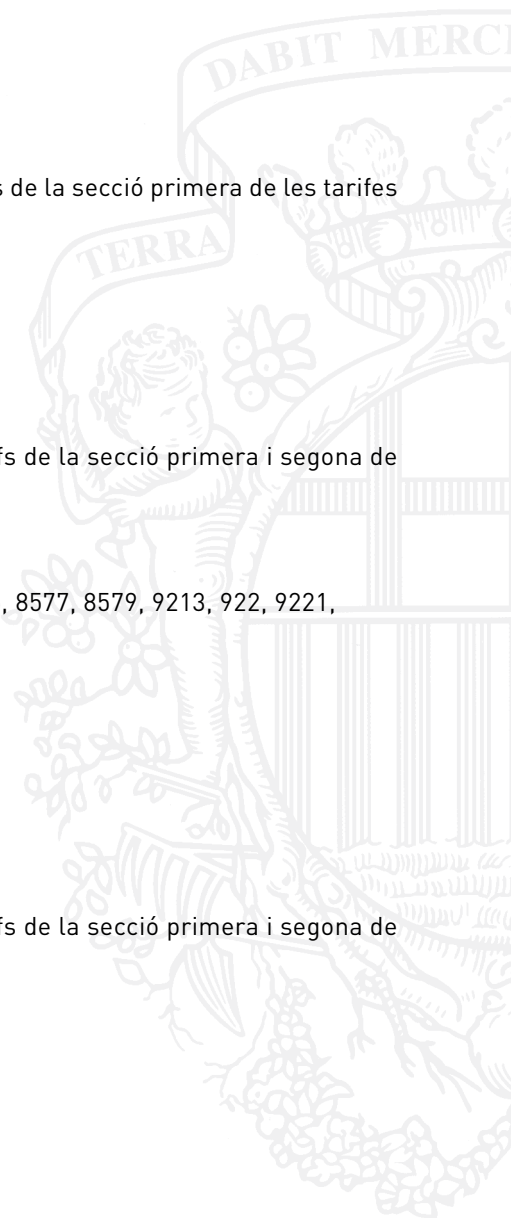 DABIT MERC
TERRA
s de la secció primera de les tarifes
fs de la secció primera i segona de
, 8577, 8579, 9213, 922, 9221,
fs de la secció primera i segona de